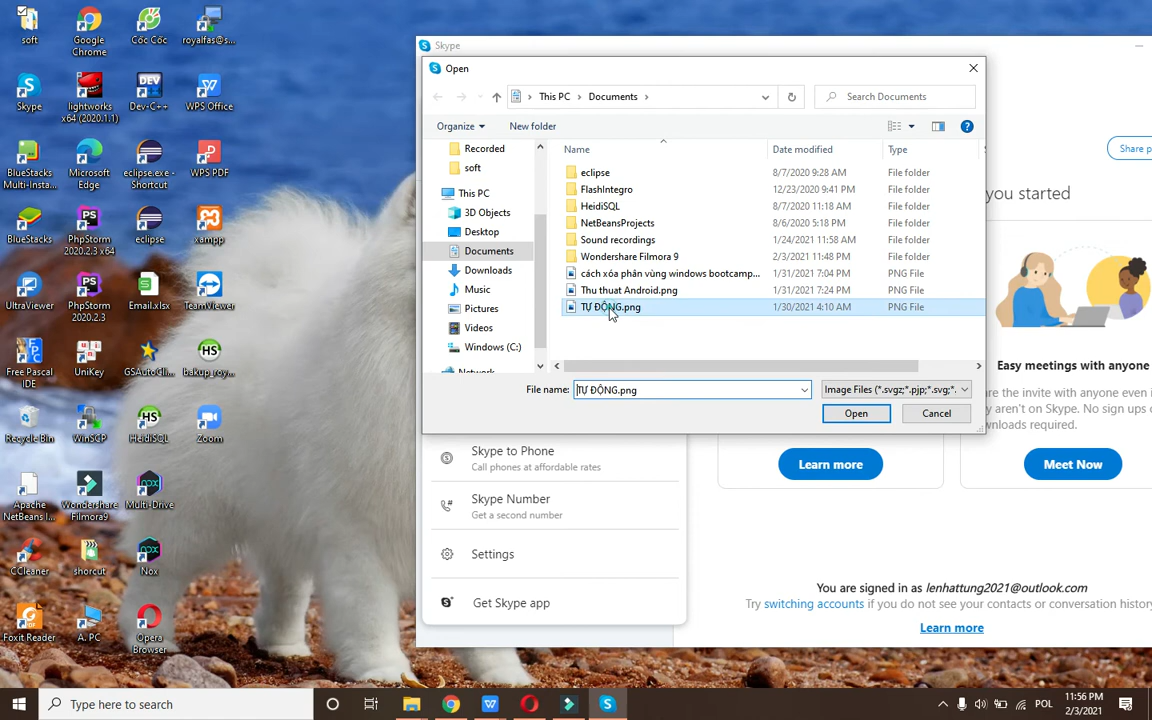 soft
Google Chrome
Cốc Cốc
royalfas@s...
Skype
lightworks x64 (2020.1.1)
Dev-C++
WPS Office
BlueStacks Multi-Insta...
Microsoft Edge
eclipse.exe - Shortcut
WPS PDF
BlueStacks
PhpStorm 2020.2.3 x64
eclipse
xampp
UltraViewer
PhpStorm 2020.2.3
Email.xlsx
TeamViewer
Free Pascal IDE
UniKey
GSAutoCli...
bakup_roy...
Recycle Bin
WinSCP
HeidiSQL
Zoom
Apache NetBeans I...
Wondershare Filmora9
Multi-Drive
CCleaner
shorcut
Nox
Foxit Reader
A. PC
Opera Browser
Skype
Open
This PC
Documents
Search Documents
Organize
New folder
Recorded
soft
This PC
3D Objects
Desktop
Documents
Downloads
Music
Pictures
Videos
Windows (C:)
Network
Name
Date modified
Type
eclipse 8/7/2020 9:28 AM File folder
FlashIntegro 12/23/2020 9:41 PM File folder
HeidiSQL 8/7/2020 11:18 AM File folder
NetBeansProjects 8/6/2020 5:18 PM File folder
Sound recordings 1/24/2021 11:58 AM File folder
Wondershare Filmora 9 2/3/2021 11:48 PM File folder
cách xóa phân vùng windows bootcamp... 1/31/2021 7:04 PM PNG File
Thu thuat Android.png 1/31/2021 7:24 PM PNG File
TỰ ĐỘNG.png 1/30/2021 4:10 AM PNG File
File name: TỰ ĐỘNG.png
Image Files (*.svgz;*.pjp;*.svg;*.
Open
Cancel
Share p
you started
Easy meetings with anyone
re the invite with anyone even i
y aren't on Skype. No sign ups o
wnloads required.
Learn more
Meet Now
Skype to Phone
Call phones at affordable rates
Skype Number
Get a second number
Settings
Get Skype app
You are signed in as lenhattung2021@outlook.com
Try switching accounts if you do not see your contacts or conversation history
Learn more
Type here to search
POL
11:56 PM
2/3/2021